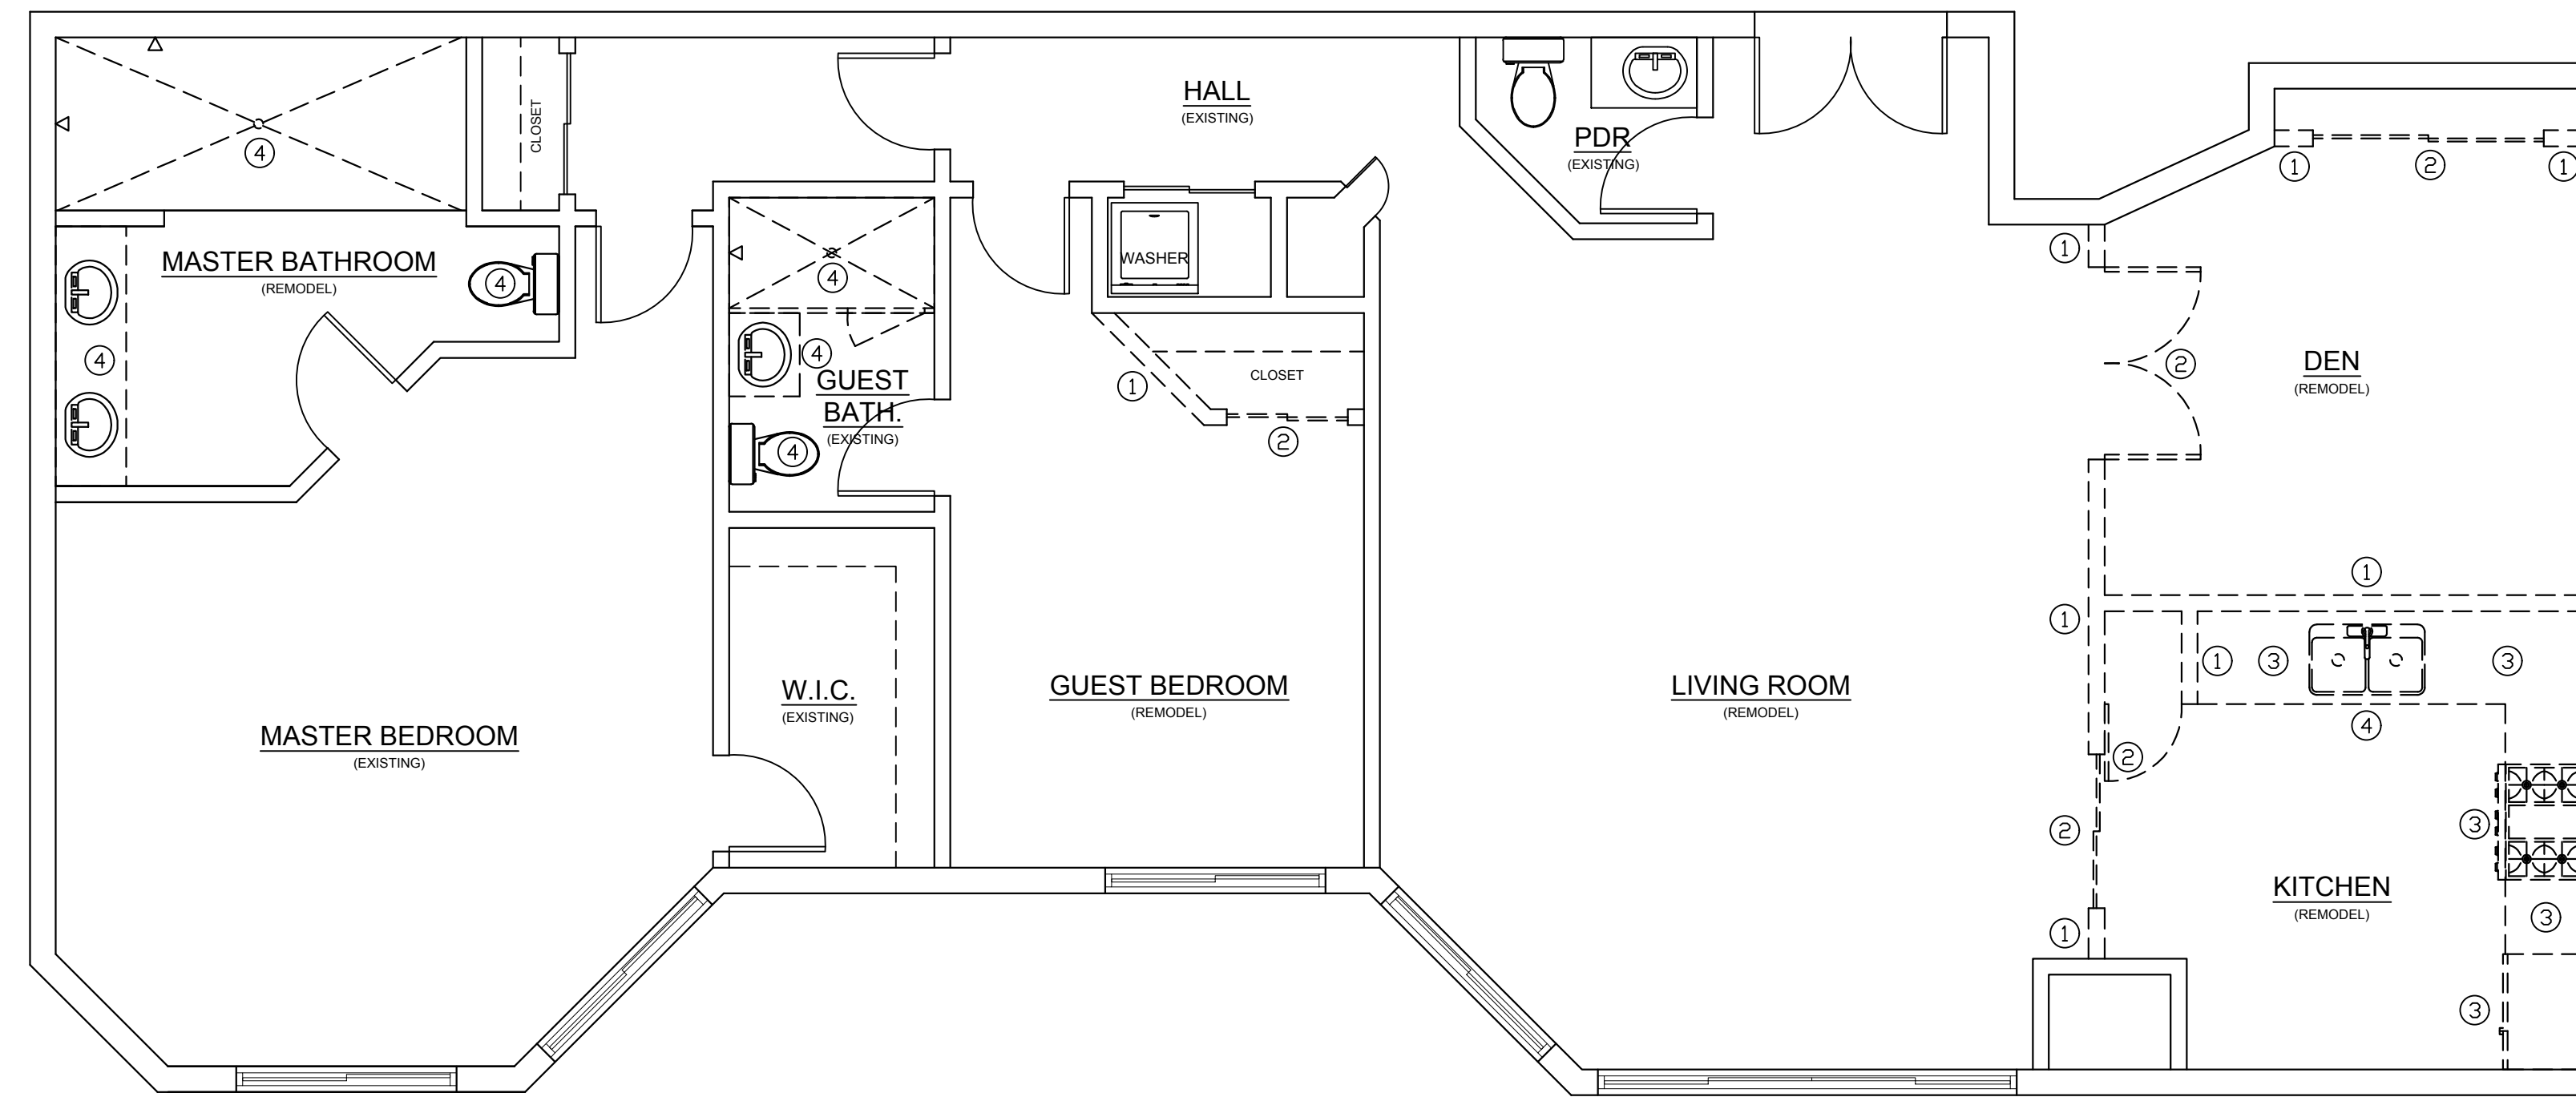 HALL
(EXISTING)
CLOSET
4
PDR
(EXISTING)
1
2
1
MASTER BATHROOM
(REMODEL)
4
4
WASHER
4
1
4
GUEST
BATH.
(EXISTING)
4
1
CLOSET
2
2
DEN
(REMODEL)
1
1
1
3
3
4
W.I.C.
(EXISTING)
GUEST BEDROOM
(REMODEL)
LIVING ROOM
(REMODEL)
MASTER BEDROOM
(EXISTING)
2
2
3
KITCHEN
(REMODEL)
3
1
3